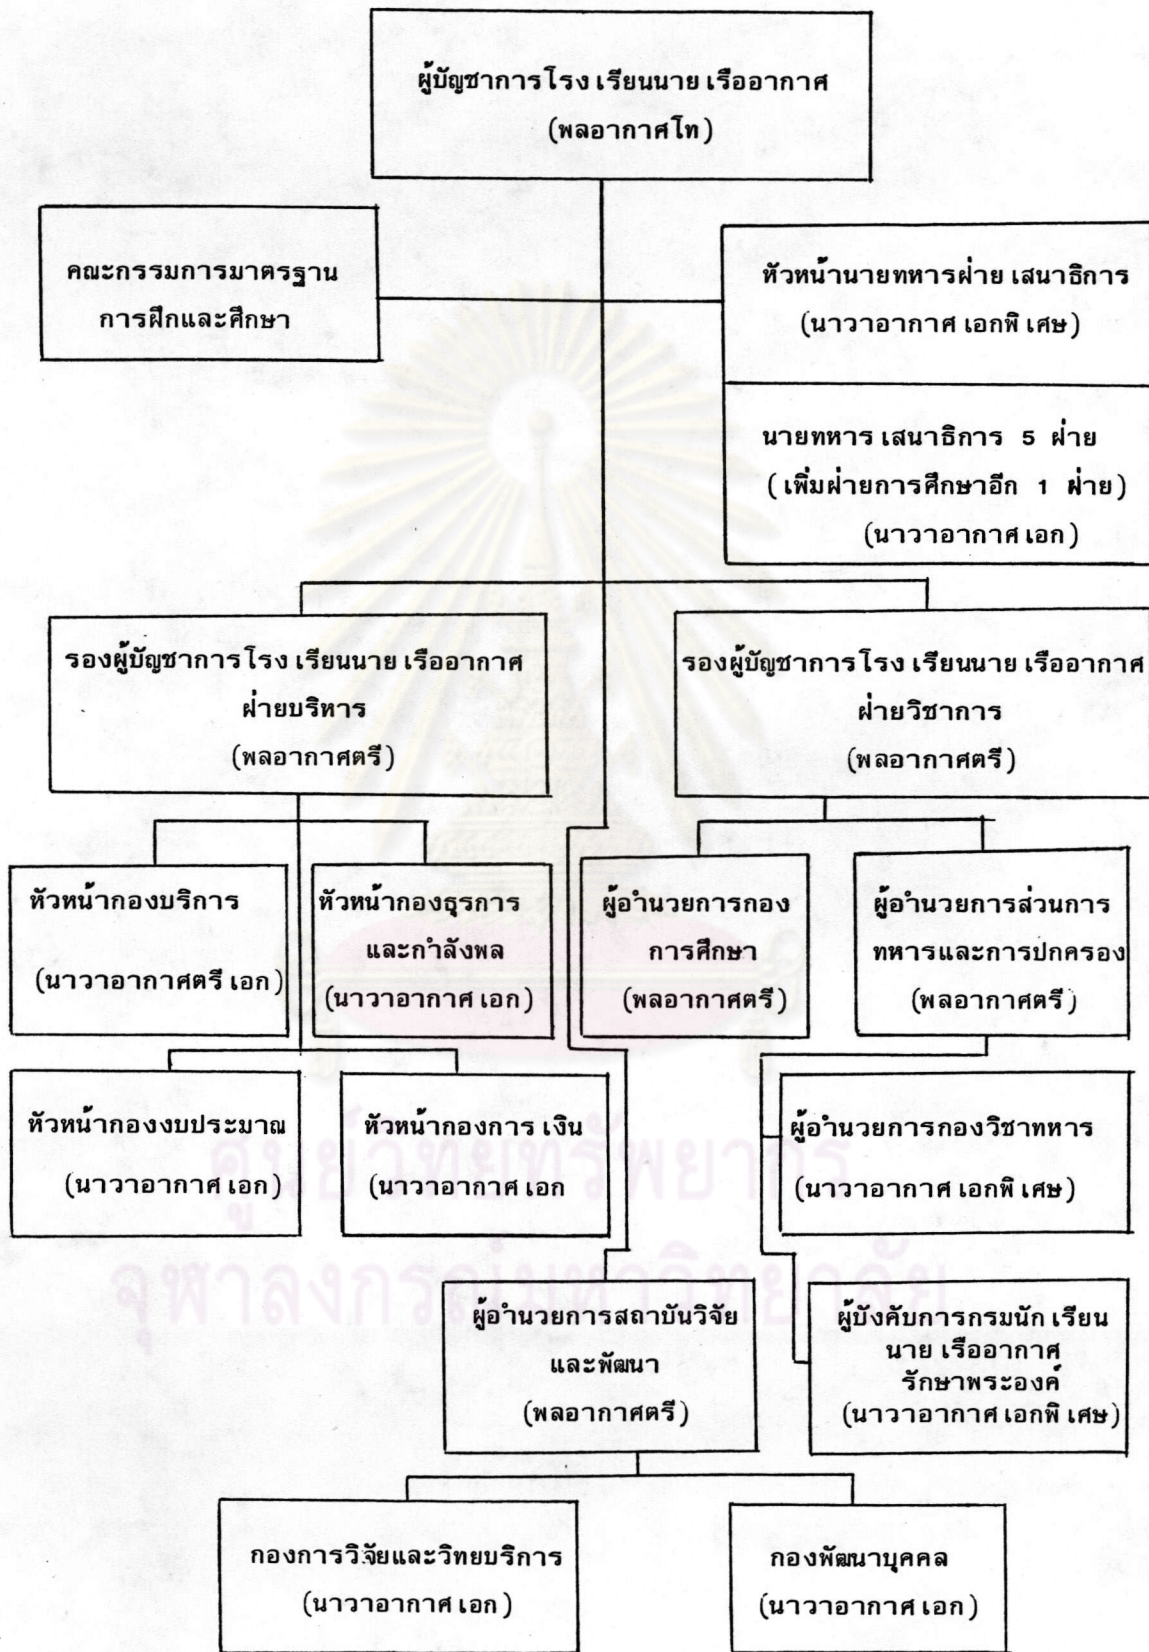 ผู้บัญชาการโรงเรียนนายเรืออากาศ
(พลอากาศโท)
คณะกรรมการมาตรฐาน
การฝึกและศึกษา
หัวหน้านายทหารฝ่ายเสนาธิการ
(นาวาอากาศเอกพิเศษ)
นายทหารเสนาธิการ 5 ฝ่าย
(เพิ่มฝ่ายการศึกษาอีก 1 ฝ่าย)
(นาวาอากาศเอก)
รองผู้บัญชาการโรงเรียนนายเรืออากาศ
ฝ่ายบริหาร
(พลอากาศตรี)
รองผู้บัญชาการโรงเรียนนายเรืออากาศ
ฝ่ายวิชาการ
(พลอากาศตรี)
หัวหน้ากองบริการ
(นาวาอากาศตรีเอก)
หัวหน้ากองธุรการ
และกำลังพล
(นาวาอากาศเอก)
ผู้อำนวยการกอง
การศึกษา
(พลอากาศตรี)
ผู้อำนวยการส่วนการ
ทหารและการปกครอง
(พลอากาศตรี)
หัวหน้ากองงบประมาณ
(นาวาอากาศเอก)
หัวหน้ากองการเงิน
(นาวาอากาศเอก
ผู้อำนวยการกองวิชาทหาร
(นาวาอากาศเอกพิเศษ)
ศูนย์วิทยทรัพยากร
จุฬาลงกรณ์มหาวิทยาลัย
ผู้อำนวยการสถาบันวิจัย
และพัฒนา
(พลอากาศตรี)
ผู้บังคับการกรมนักเรียน
นายเรืออากาศ
รักษาพระองค์
(นาวาอากาศเอกพิเศษ)
กองการวิจัยและวิทยบริการ
(นาวาอากาศเอก)
กองพัฒนาบุคคล
(นาวาอากาศเอก)